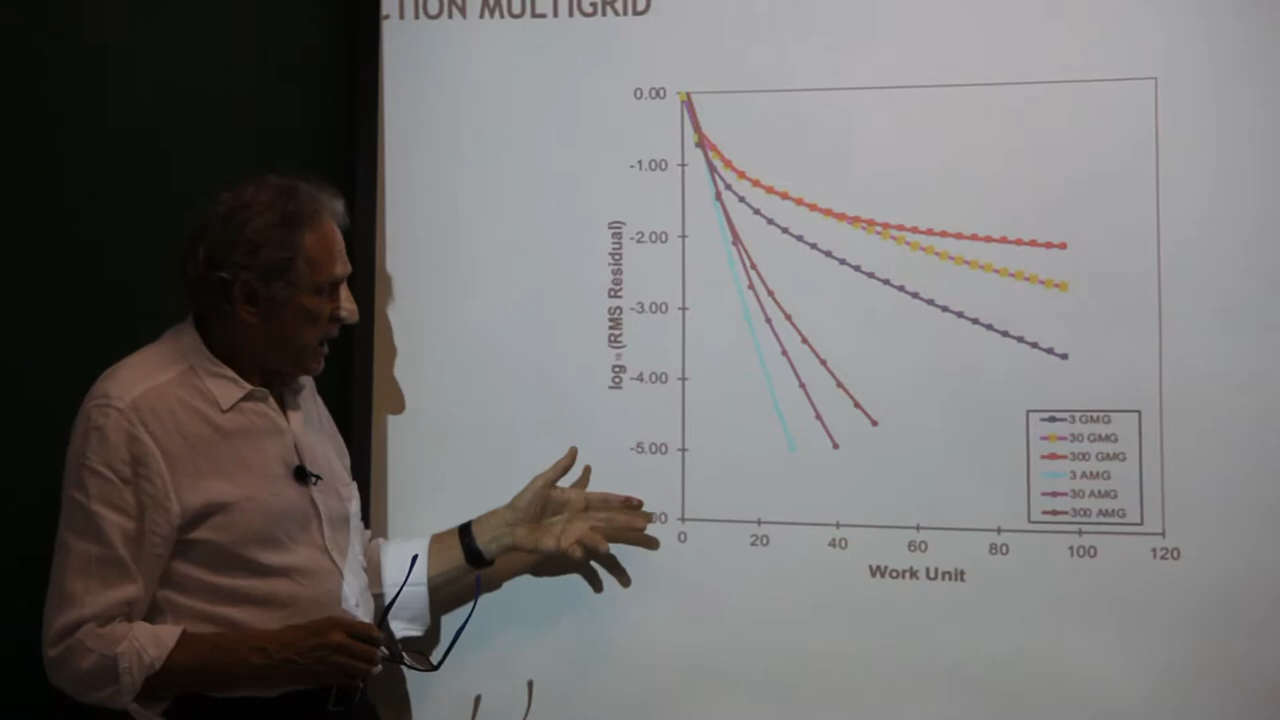 CTION MULTIGRID
0.00
-1.00
-2.00
-3.00
-4.00
-5.00
00
log₁₀ (RMS Residual)
0 20 40 60 80 100 120
Work Unit
3 GMG
30 GMG
300 GMG
3 AMG
30 AMG
300 AMG